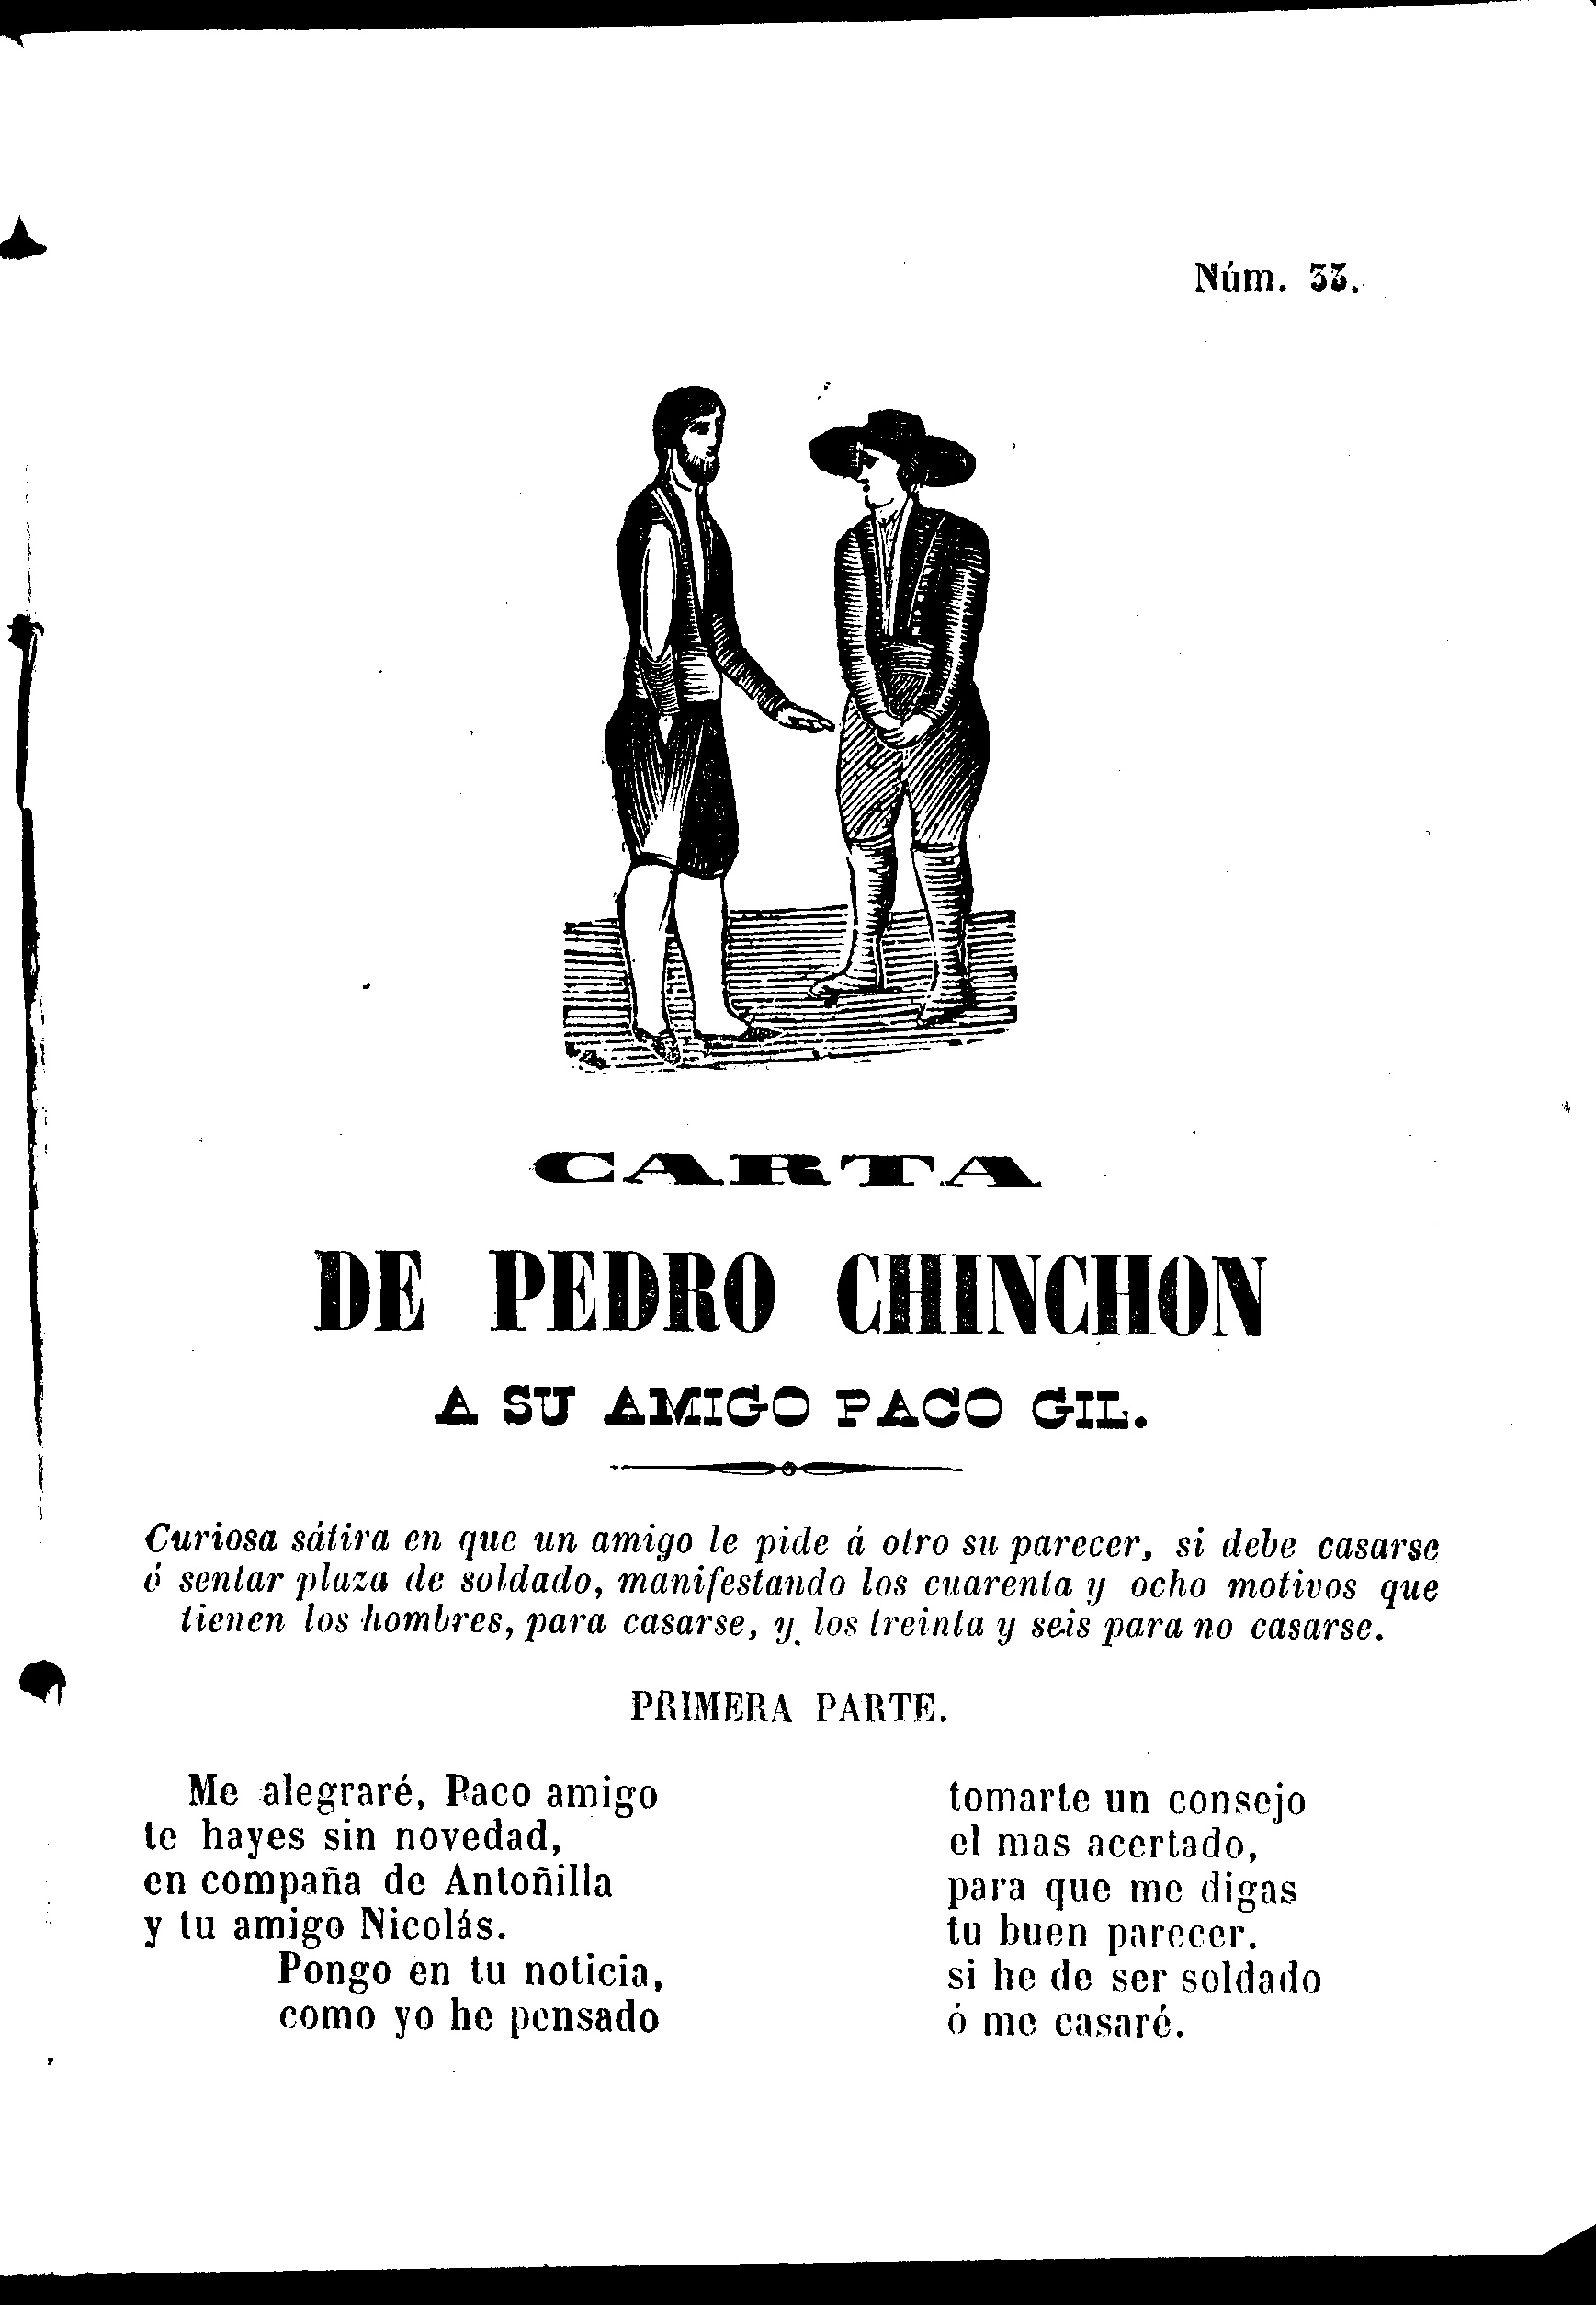 Núm. 33.
CARTA
DE PEDRO CHINCHON
A SU AMIGO PACO GIL.
Curiosa sátira en que un amigo le pide á otro su parecer, si debe casarse
ó sentar plaza de soldado, manifestando los cuarenta y ocho motivos que
tienen los hombres, para casarse, y los treinta y seis para no casarse.
PRIMERA PARTE.
Me alegraré, Paco amigo
te hayes sin novedad,
en compaña de Antoñilla
y tu amigo Nicolás.
Pongo en tu noticia,
como yo he pensado
tomarte un consejo
el mas acertado,
para que me digas
tu buen parecer.
si he de ser soldado
ó me casaré.